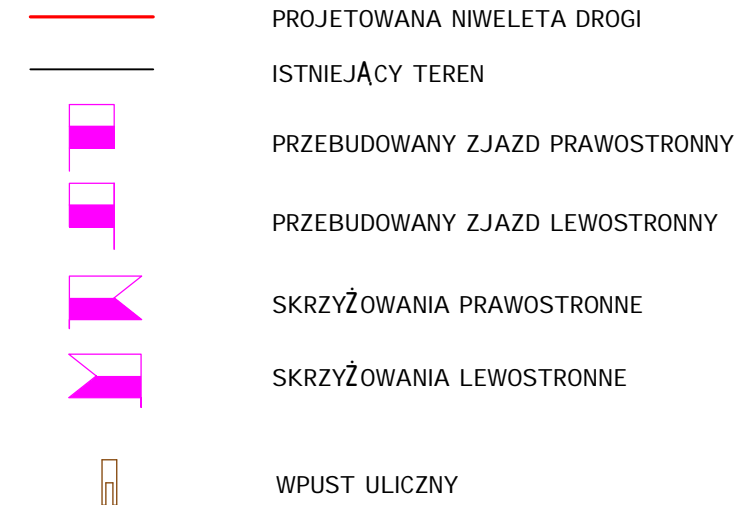 PROJETOWANA NIWELETA DROGI
ISTNIEJĄCY TEREN
PRZEBUDOWANY ZJAZD PRAWOSTRONNY
PRZEBUDOWANY ZJAZD LEWOSTRONNY
SKRZYŻOWANIA PRAWOSTRONNE
SKRZYŻOWANIA LEWOSTRONNE
WPUST ULICZNY